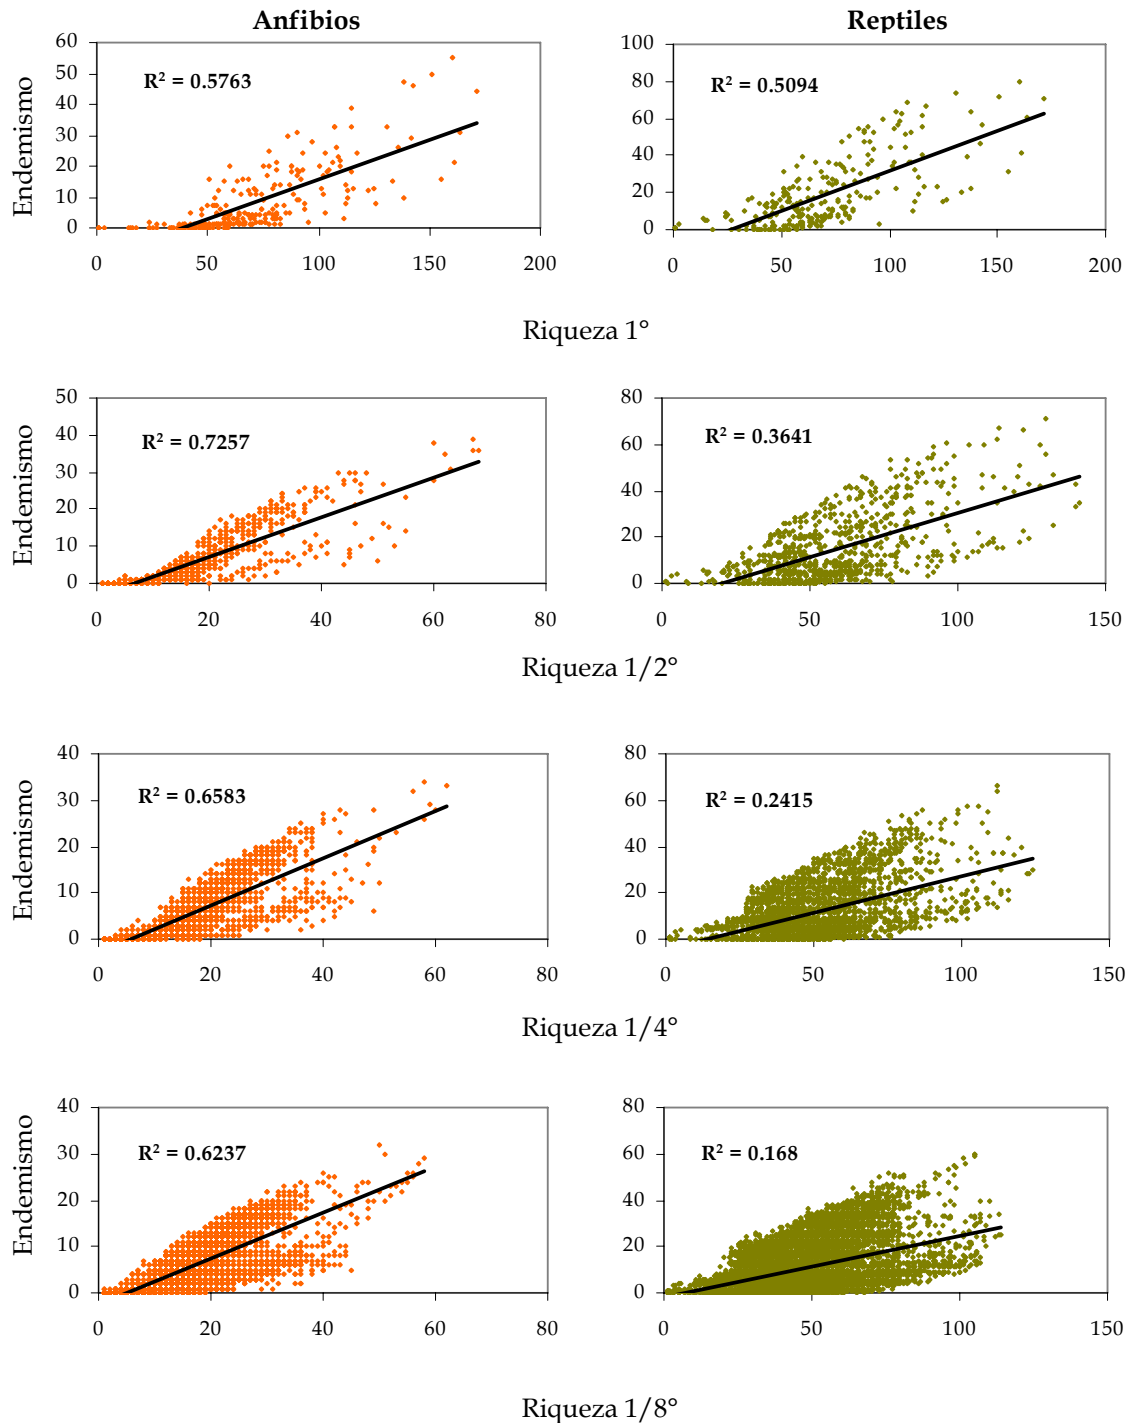 Anfibios Reptiles
60
50
40
30
20
10
0
0 50 100 150 200
Endemismo
R² = 0.5763
100
80
60
40
20
0
0 50 100 150 200
R² = 0.5094
Riqueza 1°
50
40
30
20
10
0
0 20 40 60 80
Endemismo
R² = 0.7257
80
60
40
20
0
0 50 100 150
R² = 0.3641
Riqueza 1/2°
40
30
20
10
0
0 20 40 60 80
Endemismo
R² = 0.6583
80
60
40
20
0
0 50 100 150
R² = 0.2415
Riqueza 1/4°
40
30
20
10
0
0 20 40 60 80
Endemismo
R² = 0.6237
80
60
40
20
0
0 50 100 150
R² = 0.168
Riqueza 1/8°